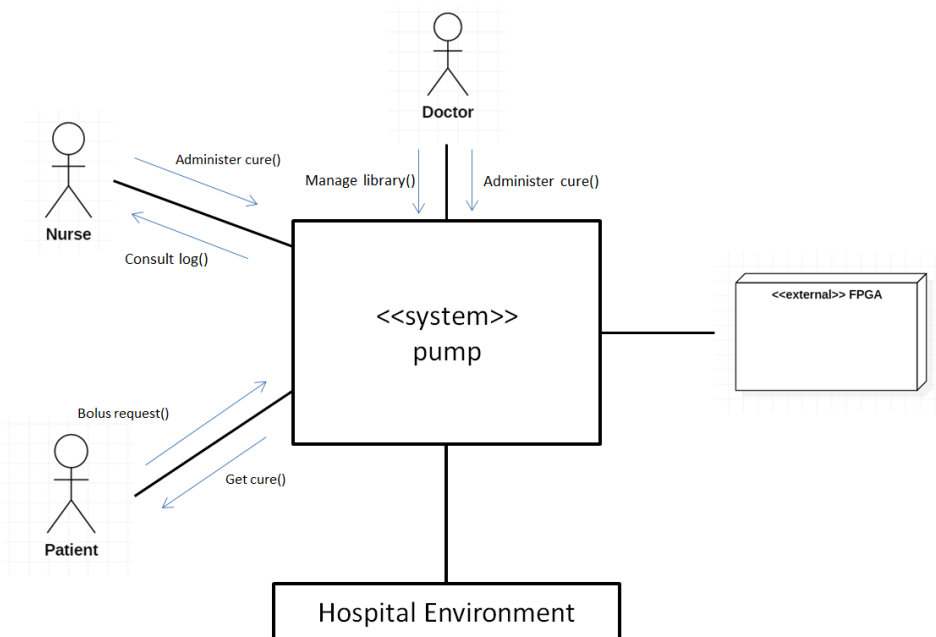 Doctor
Administer cure()
Nurse
Manage library()
Administer cure()
Consult log()
<<external>> FPGA
<<system>>
pump
Bolus request()
Get cure()
Patient
Hospital Environment